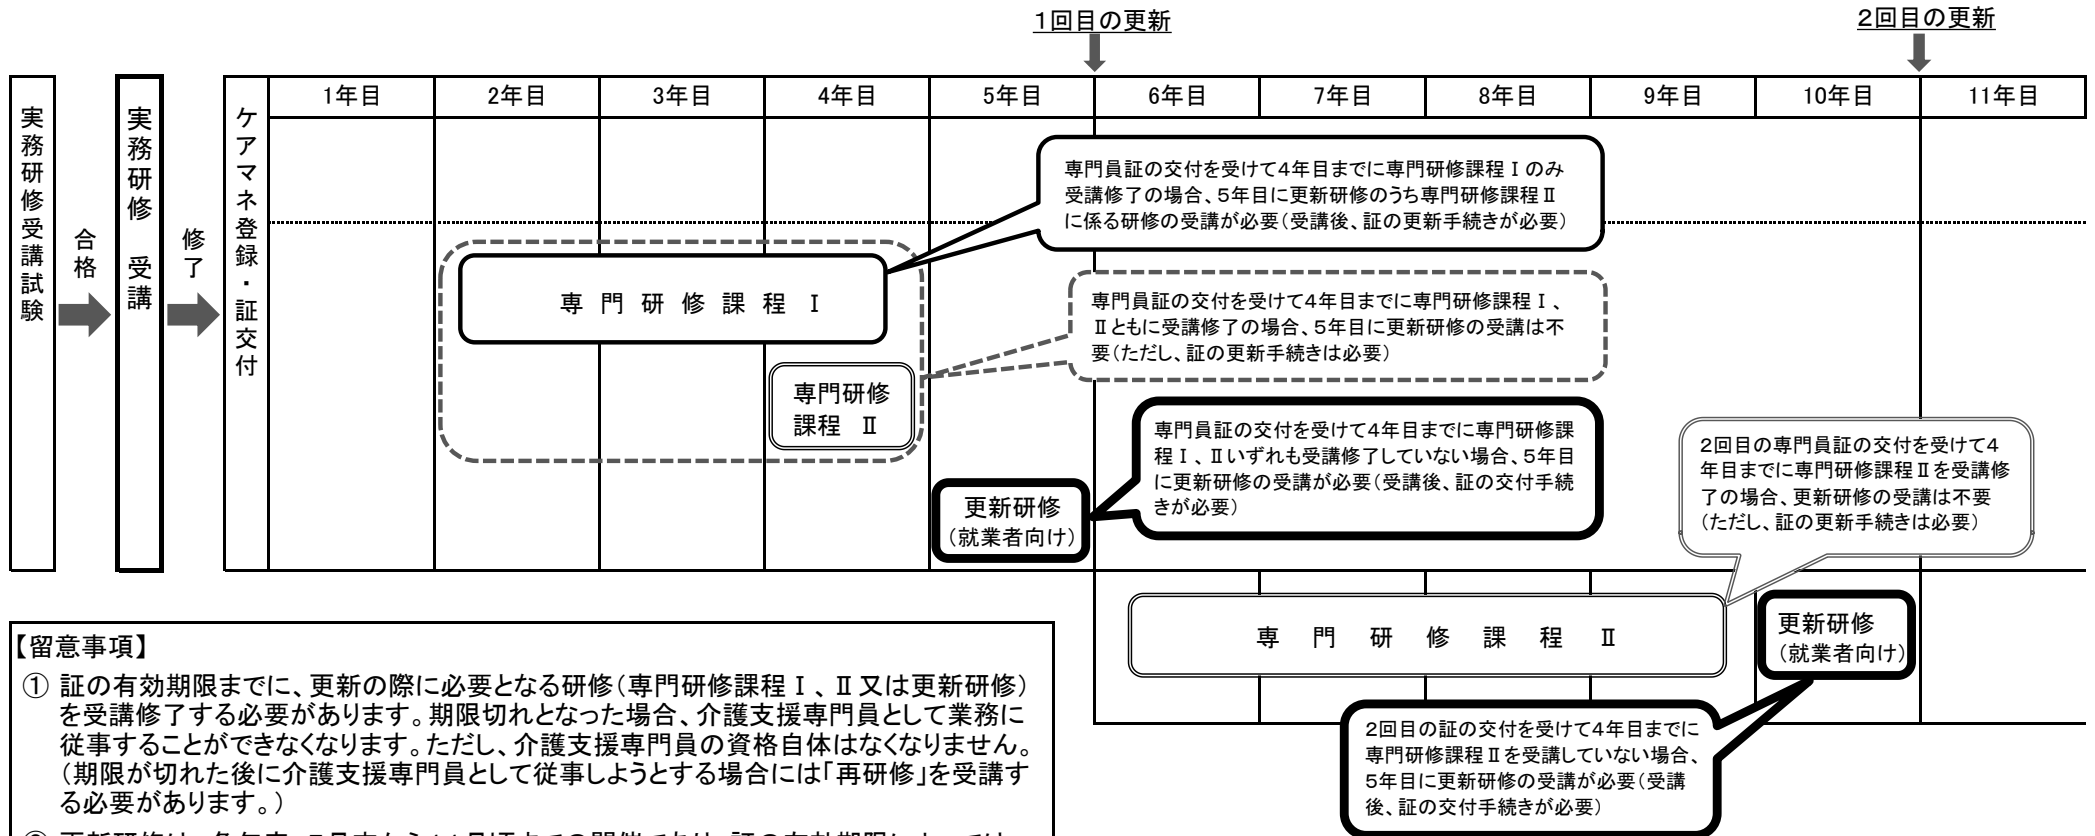 1回目の更新
2回目の更新
実務研修受講試験
合格
実務研修 受講
修了
ケアマネ登録・証交付
1年目
2年目
3年目
4年目
5年目
6年目
7年目
8年目
9年目
10年目
11年目
専門員証の交付を受けて4年目までに専門研修課程Ⅰのみ
受講修了の場合、5年目に更新研修のうち専門研修課程Ⅱ
に係る研修の受講が必要(受講後、証の更新手続きが必要)
専門研修課程 Ⅰ
専門員証の交付を受けて4年目までに専門研修課程Ⅰ、
Ⅱともに受講修了の場合、5年目に更新研修の受講は不
要(ただし、証の更新手続きは必要)
専門研修
課程 Ⅱ
専門員証の交付を受けて4年目までに専門研修課
程Ⅰ、Ⅱいずれも受講修了していない場合、5年目
に更新研修の受講が必要(受講後、証の交付手続
きが必要)
2回目の専門員証の交付を受けて4
年目までに専門研修課程Ⅱを受講修
了の場合、更新研修の受講は不要
(ただし、証の更新手続きは必要)
更新研修
(就業者向け)
専門研修課程 Ⅱ
更新研修
(就業者向け)
2回目の証の交付を受けて4年目までに
専門研修課程Ⅱを受講していない場合、
5年目に更新研修の受講が必要(受講
後、証の交付手続きが必要)
【留意事項】
① 証の有効期限までに、更新の際に必要となる研修(専門研修課程Ⅰ、Ⅱ又は更新研修)
を受講修了する必要があります。期限切れとなった場合、介護支援専門員として業務に
従事することができなくなります。ただし、介護支援専門員の資格自体はなくなりません。
(期限が切れた後に介護支援専門員として従事しようとする場合には「再研修」を受講す
る必要があります。)